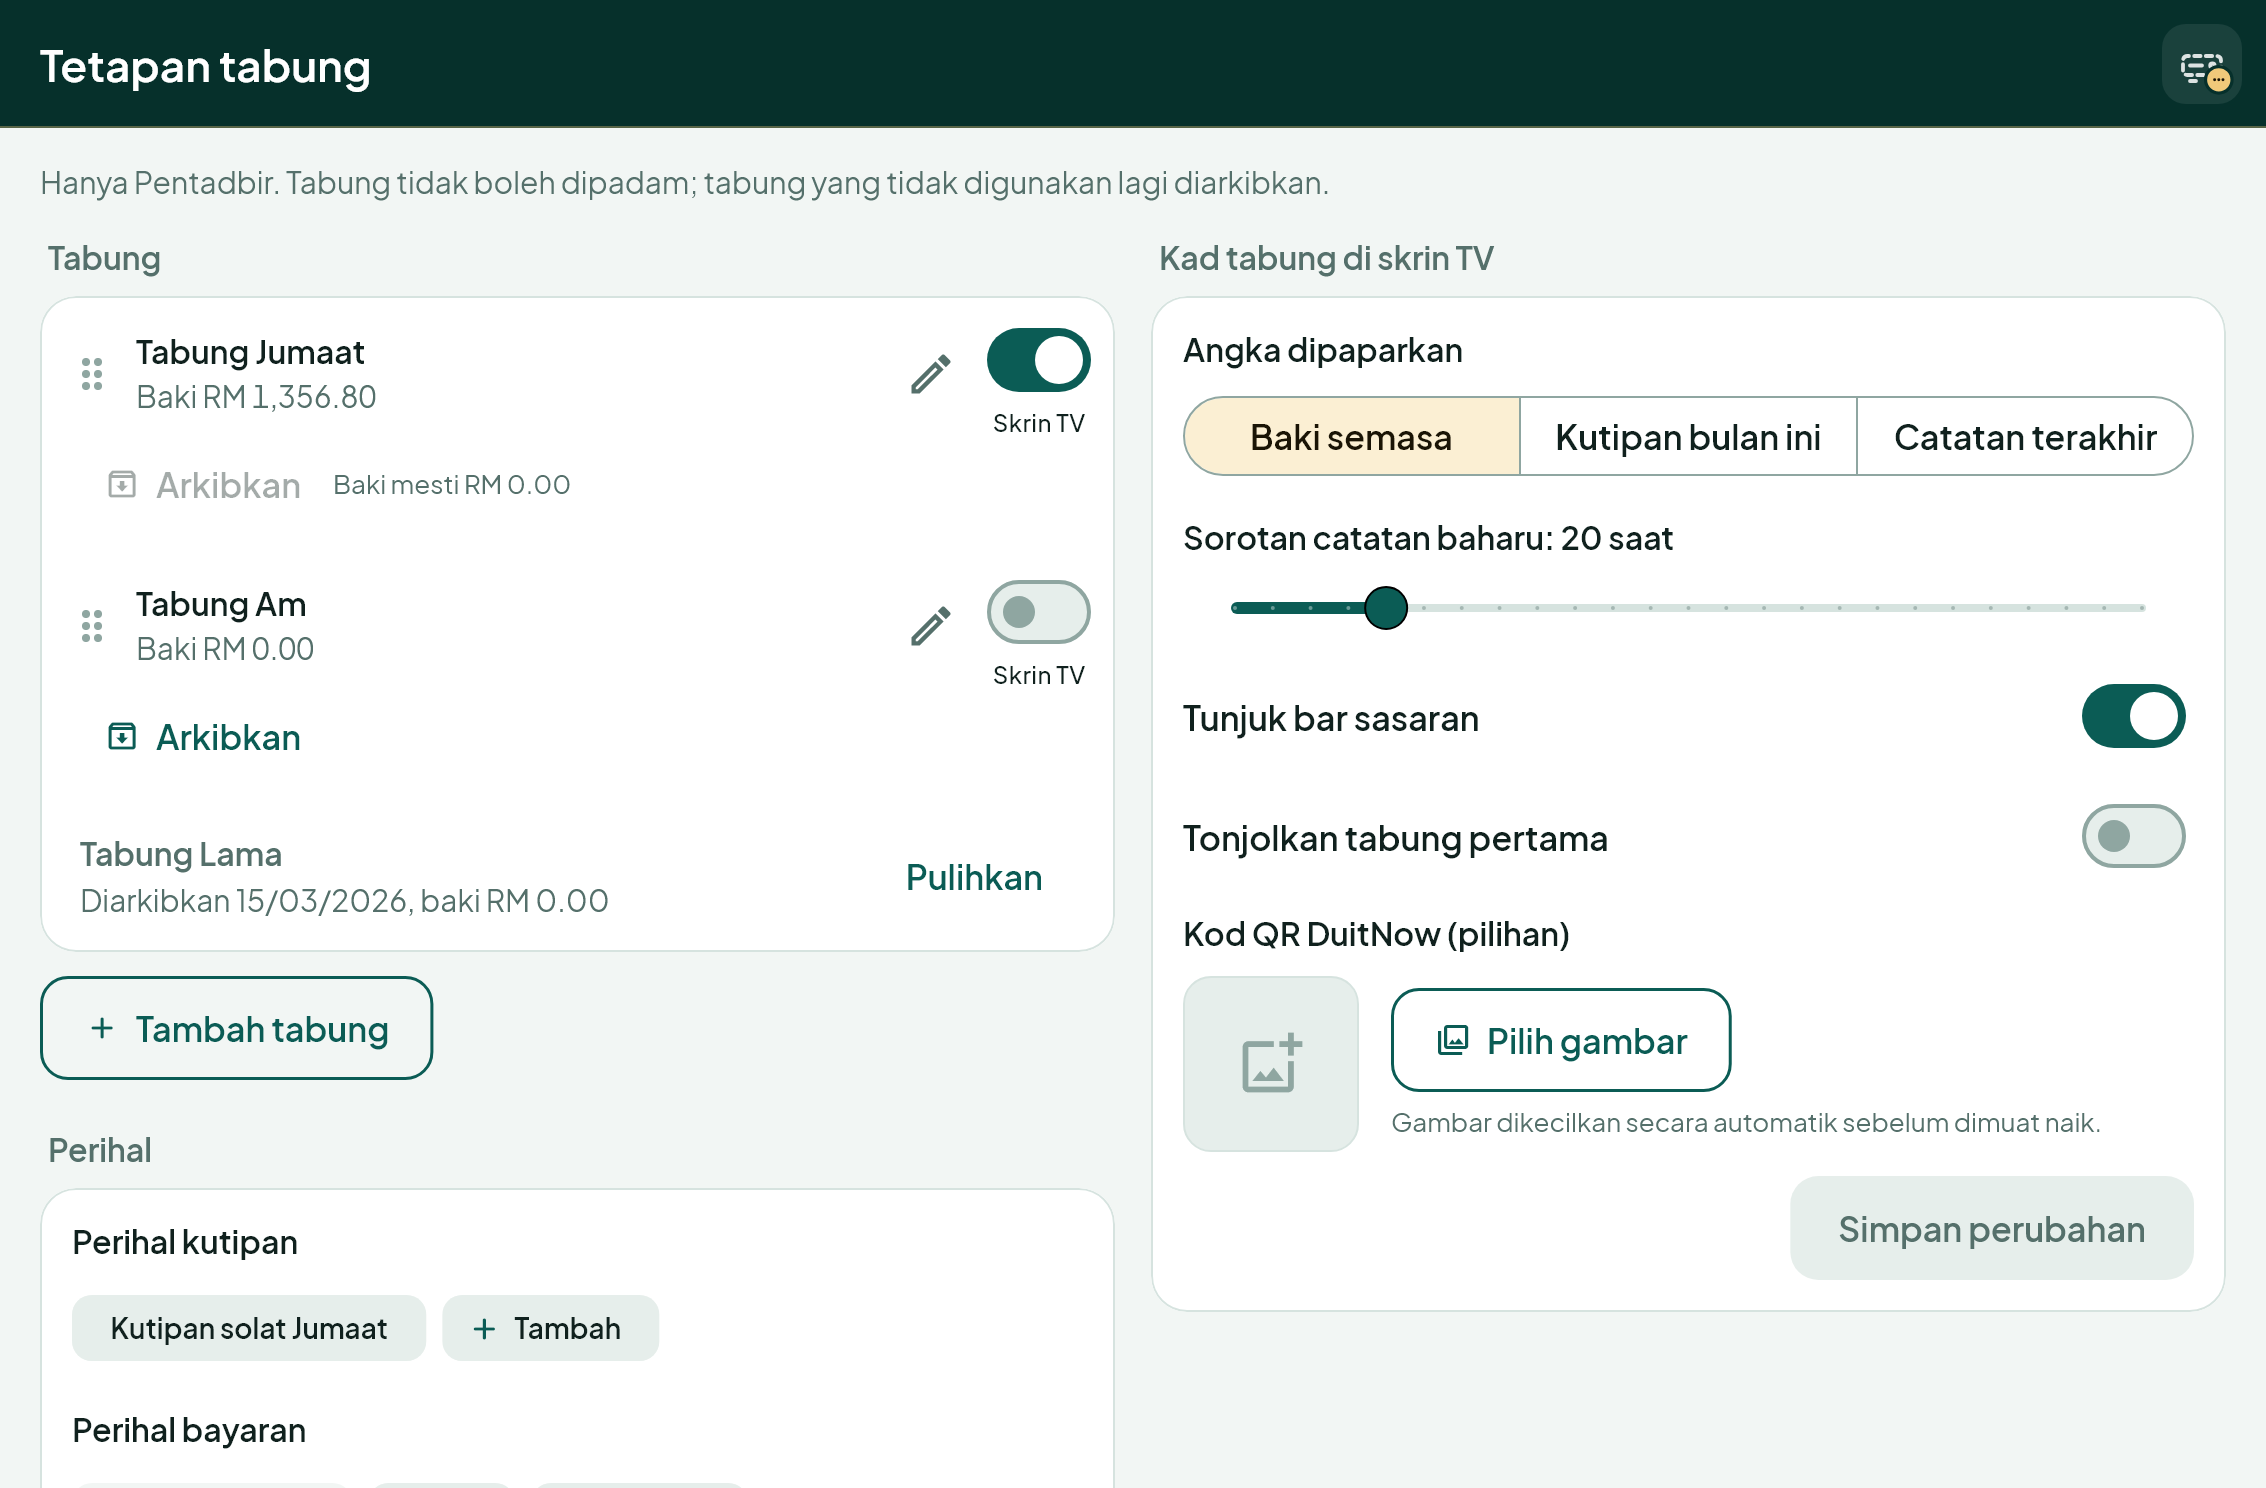 Tetapan tabung
Hanya Pentadbir. Tabung tidak boleh dipadam; tabung yang tidak digunakan lagi diarkibkan.
Tabung
Tabung Jumaat
Baki RM 1,356.80
Skrin TV
Arkibkan
Baki mesti RM 0.00
Tabung Am
Baki RM 0.00
Skrin TV
Arkibkan
Tabung Lama
Diarkibkan 15/03/2026, baki RM 0.00
Pulihkan
Tambah tabung
Perihal
Perihal kutipan
Kutipan solat Jumaat
Tambah
Perihal bayaran
Kad tabung di skrin TV
Angka dipaparkan
Baki semasa
Kutipan bulan ini
Catatan terakhir
Sorotan catatan baharu: 20 saat
Tunjuk bar sasaran
Tonjolkan tabung pertama
Kod QR DuitNow (pilihan)
Pilih gambar
Gambar dikecilkan secara automatik sebelum dimuat naik.
Simpan perubahan